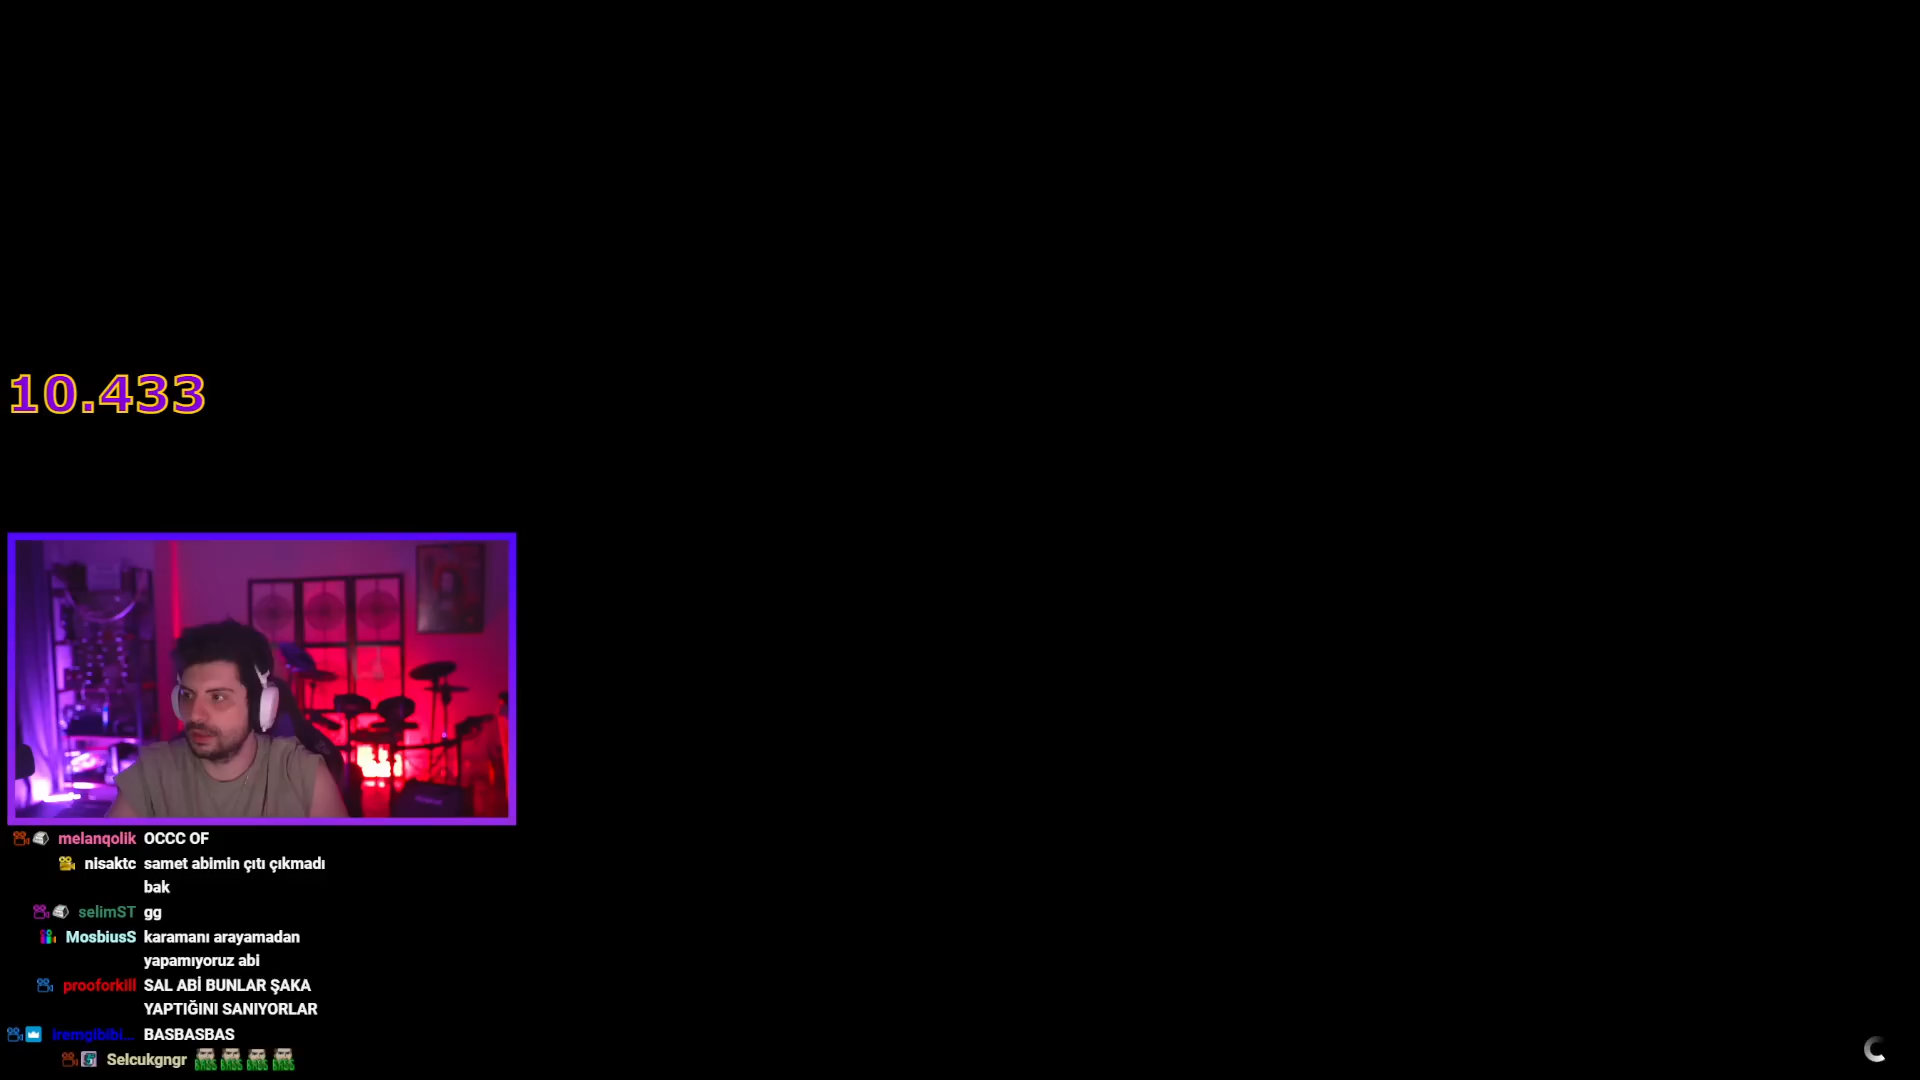 10.433
melanqolik OCCC OF
nisaktc samet abimin çıtı çıkmadı
bak
selimST gg
MosbiusS karamanı arayamadan
yapamıyoruz abi
prooforkill SAL ABİ BUNLAR ŞAKA
YAPTIĞINI SANIYORLAR
iremgibibi... BASBASBAS
Selcukgngr